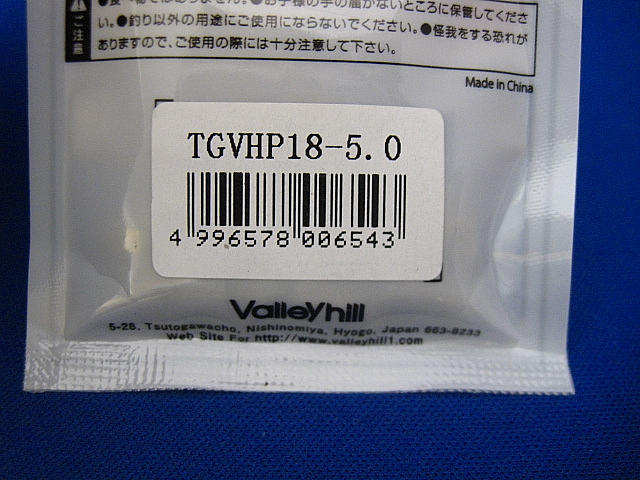 ご注意
●お子様の手の届かないところに保管してくださ
い。●釣り以外の用途にご使用にならないでください。●怪我をする恐れが
ありますので、ご使用の際には十分注意して下さい。
Made in China
TGVHP18-5.0
4 996578 006543
Valleyhill
5-28, Tsutogawacho, Nishinomiya, Hyogo, Japan 663-8233
Web Site For http://www.valleyhill1.com